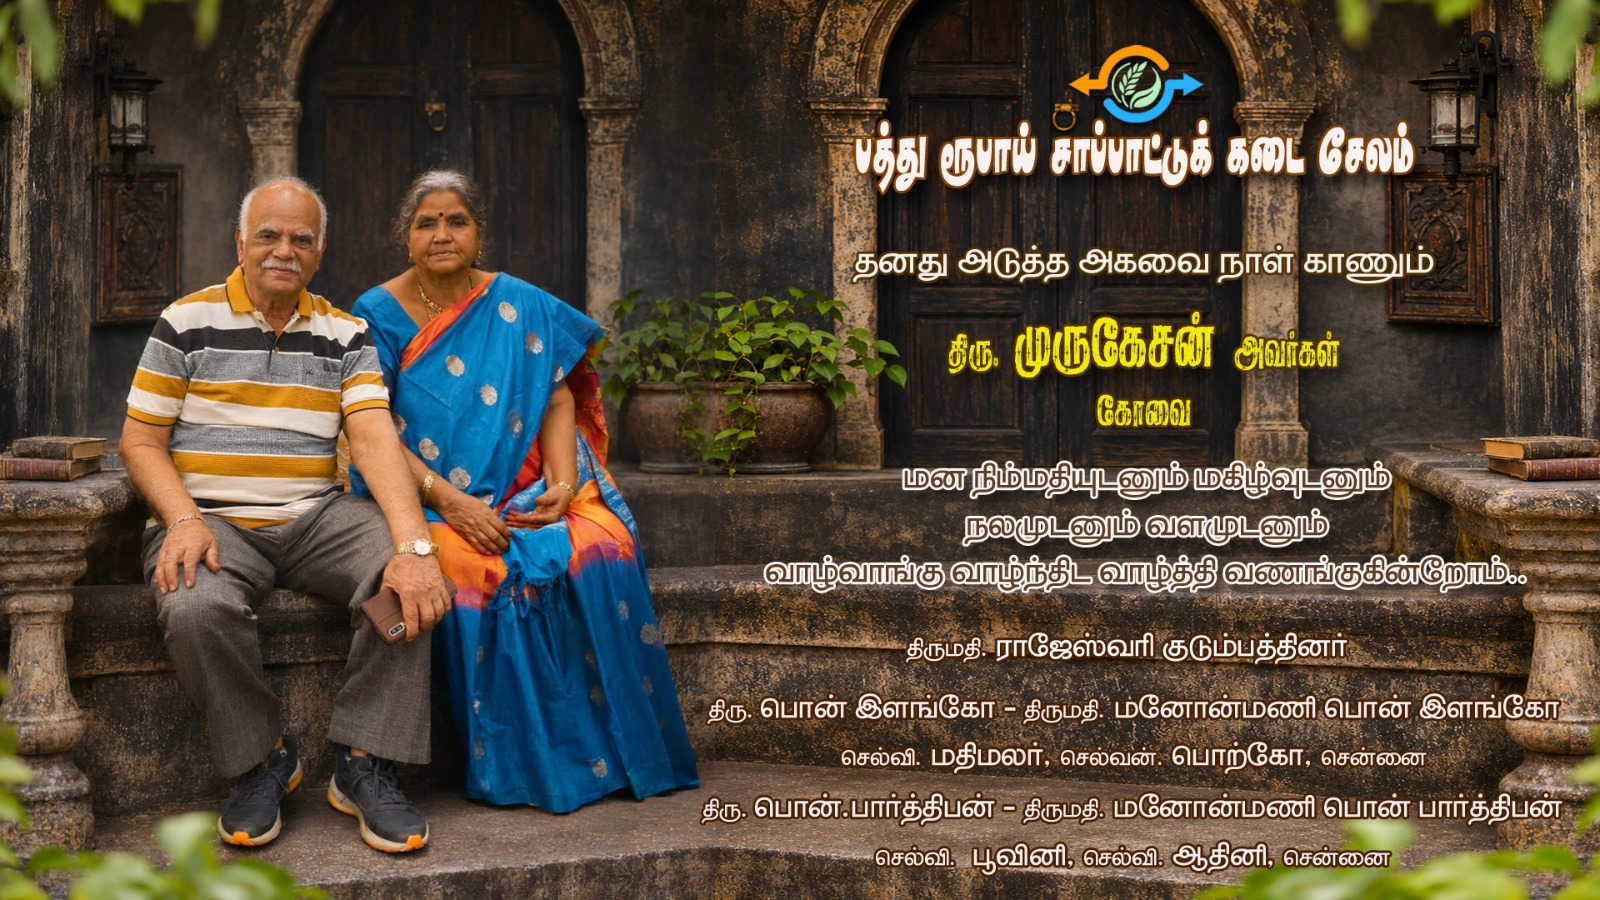 பத்து ரூபாய் சாப்பாட்டுக் கடை சேலம்
தனது அடுத்த அகவை நாள் காணும்
திரு. முருகேசன் அவர்கள்
கோவை
மன நிம்மதியுடனும் மகிழ்வுடனும்
நலமுடனும் வளமுடனும்
வாழ்வாங்கு வாழ்ந்திட வாழ்த்தி வணங்குகின்றோம்..
திருமதி. ராஜேஸ்வரி குடும்பத்தினர்
திரு. பொன் இளங்கோ - திருமதி. மனோன்மணி பொன் இளங்கோ
செல்வி. மதிமலர், செல்வன். பொற்கோ, சென்னை
திரு. பொன்.பார்த்திபன் - திருமதி. மனோன்மணி பொன் பார்த்திபன்
செல்வி. பூவினி, செல்வி. ஆதினி, சென்னை